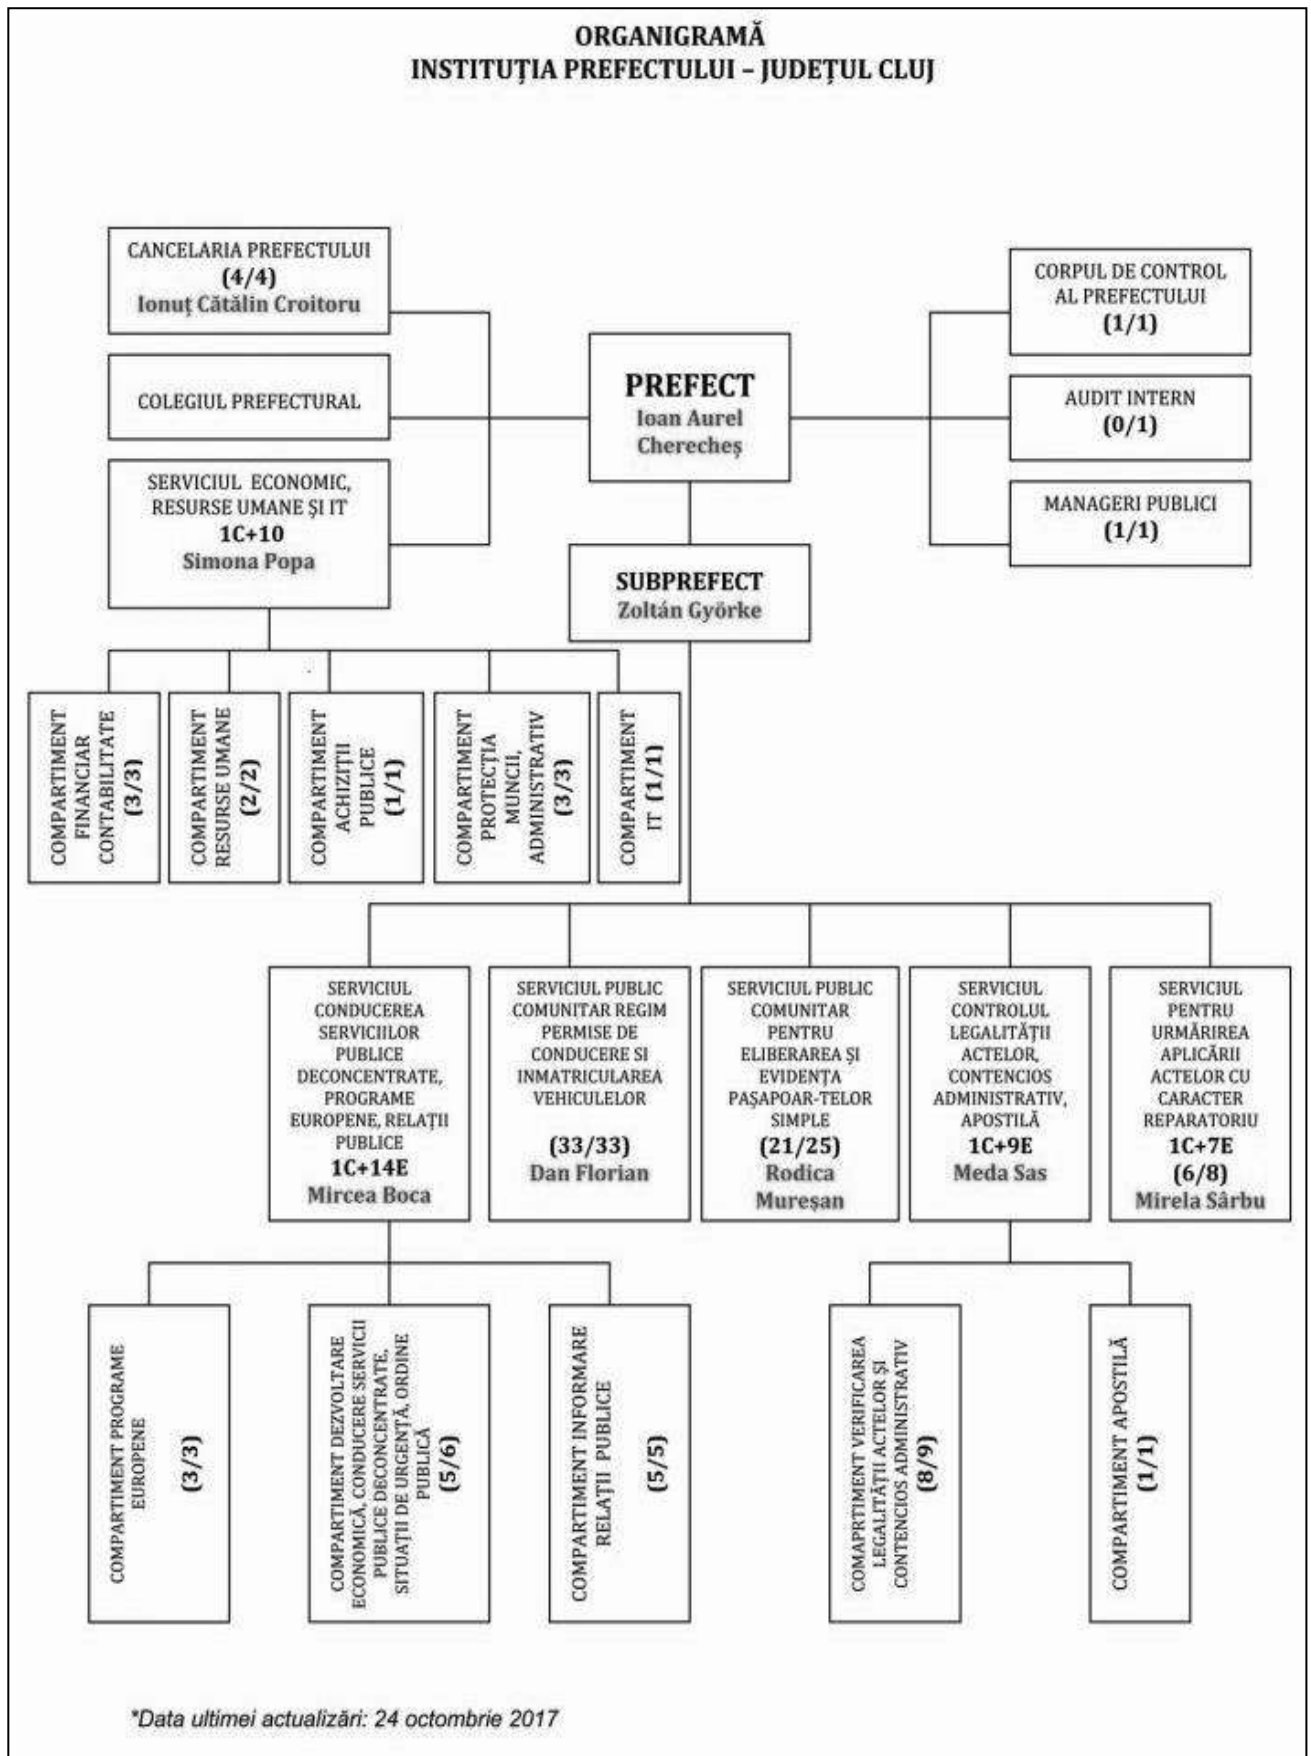 ORGANIGRAMĂ
INSTITUȚIA PREFECTULUI – JUDEȚUL CLUJ
CANCELARIA PREFECTULUI
(4/4)
Ionuț Cătălin Croitoru
COLEGIUL PREFECTURAL
SERVICIUL ECONOMIC,
RESURSE UMANE ȘI IT
1C+10
Simona Popa
PREFECT
Ioan Aurel
Cherecheș
SUBPREFECT
Zoltán Györke
CORPUL DE CONTROL
AL PREFECTULUI
(1/1)
AUDIT INTERN
(0/1)
MANAGERI PUBLICI
(1/1)
COMPARTIMENT
FINANCIAR
CONTABILITATE
(3/3)
COMPARTIMENT
RESURSE UMANE
(2/2)
COMPARTIMENT
ACHIZIȚII
PUBLICE
(1/1)
COMPARTIMENT
PROTECȚIA
MUNCII,
ADMINISTRATIV
(3/3)
COMPARTIMENT
IT (1/1)
SERVICIUL
CONDUCEREA
SERVICIILOR
PUBLICE
DECONCENTRATE,
PROGRAME
EUROPENE, RELAȚII
PUBLICE
1C+14E
Mircea Boca
SERVICIUL PUBLIC
COMUNITAR REGIM
PERMISE DE
CONDUCERE SI
INMATRICULAREA
VEHICULELOR
(33/33)
Dan Florian
SERVICIUL PUBLIC
COMUNITAR
PENTRU
ELIBERAREA ȘI
EVIDENȚA
PAȘAPOAR-TELOR
SIMPLE
(21/25)
Rodica
Mureșan
SERVICIUL
CONTROLUL
LEGALITĂȚII
ACTELOR,
CONTENCIOS
ADMINISTRATIV,
APOSTILĂ
1C+9E
Meda Sas
SERVICIUL
PENTRU
URMĂRIREA
APLICĂRII
ACTELOR CU
CARACTER
REPARATORIU
1C+7E
(6/8)
Mirela Sârbu
COMPARTIMENT PROGRAME
EUROPENE
(3/3)
COMPARTIMENT DEZVOLTARE
ECONOMICĂ, CONDUCERE SERVICII
PUBLICE DECONCENTRATE,
SITUAȚII DE URGENȚĂ, ORDINE
PUBLICĂ
(5/6)
COMPARTIMENT INFORMARE
RELAȚII PUBLICE
(5/5)
COMAPRTIMENT VERIFICAREA
LEGALITĂȚII ACTELOR ȘI
CONTENCIOS ADMINISTRATIV
(8/9)
COMPARTIMENT APOSTILĂ
(1/1)
*Data ultimei actualizări: 24 octombrie 2017